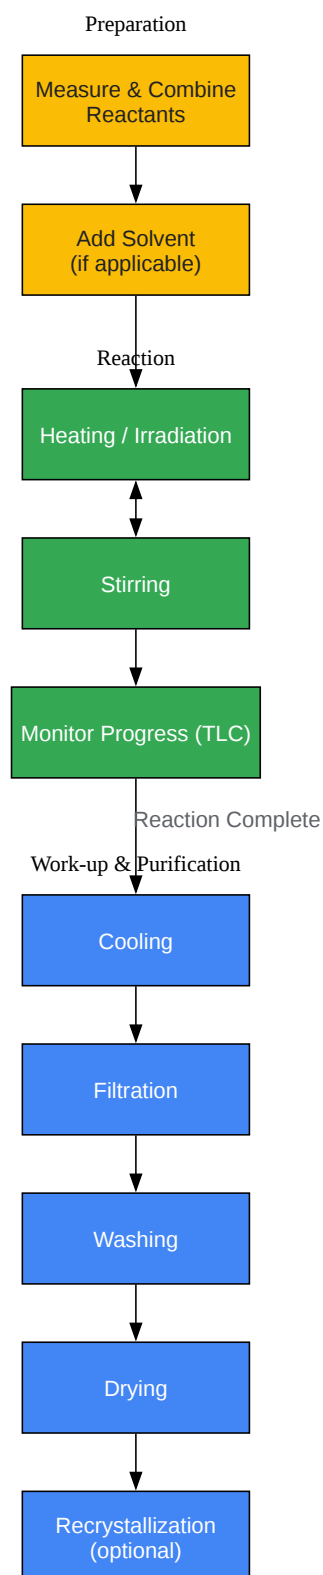 Preparation
Measure & Combine
Reactants
Add Solvent
(if applicable)
Reaction
Heating / Irradiation
Stirring
Monitor Progress (TLC)
Reaction Complete
Work-up & Purification
Cooling
Filtration
Washing
Drying
Recrystallization
(optional)